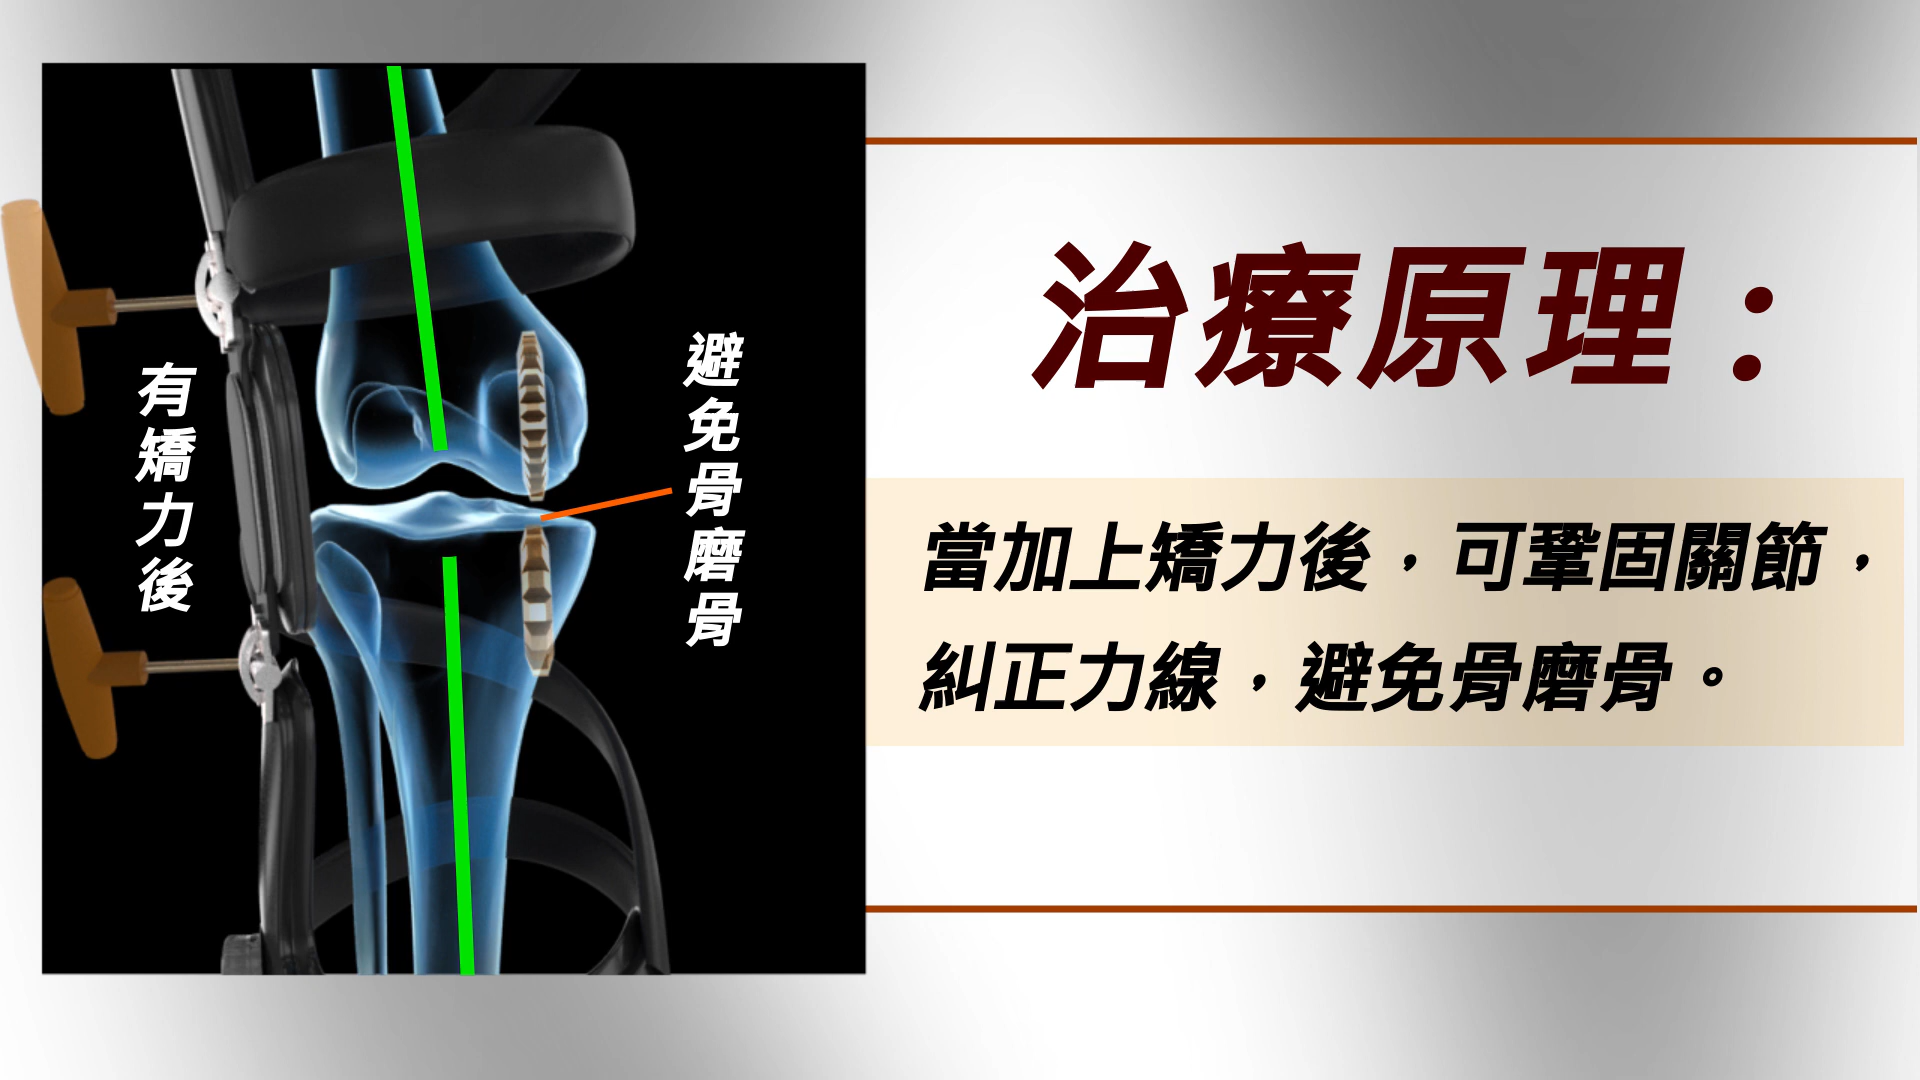 有矯力後
避免骨磨骨
治療原理：
當加上矯力後，可鞏固關節，
糾正力線，避免骨磨骨。